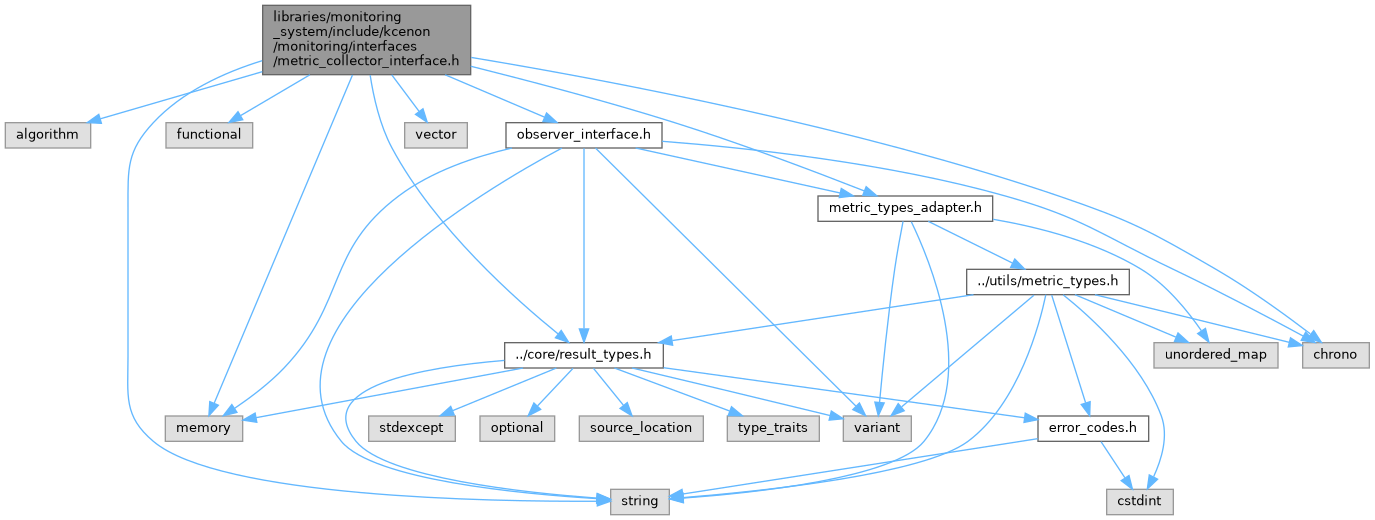 libraries/monitoring
_system/include/kcenon
/monitoring/interfaces
/metric_collector_interface.h
algorithm
functional
vector
observer_interface.h
metric_types_adapter.h
../utils/metric_types.h
../core/result_types.h
unordered_map
chrono
memory
stdexcept
optional
source_location
type_traits
variant
error_codes.h
string
cstdint